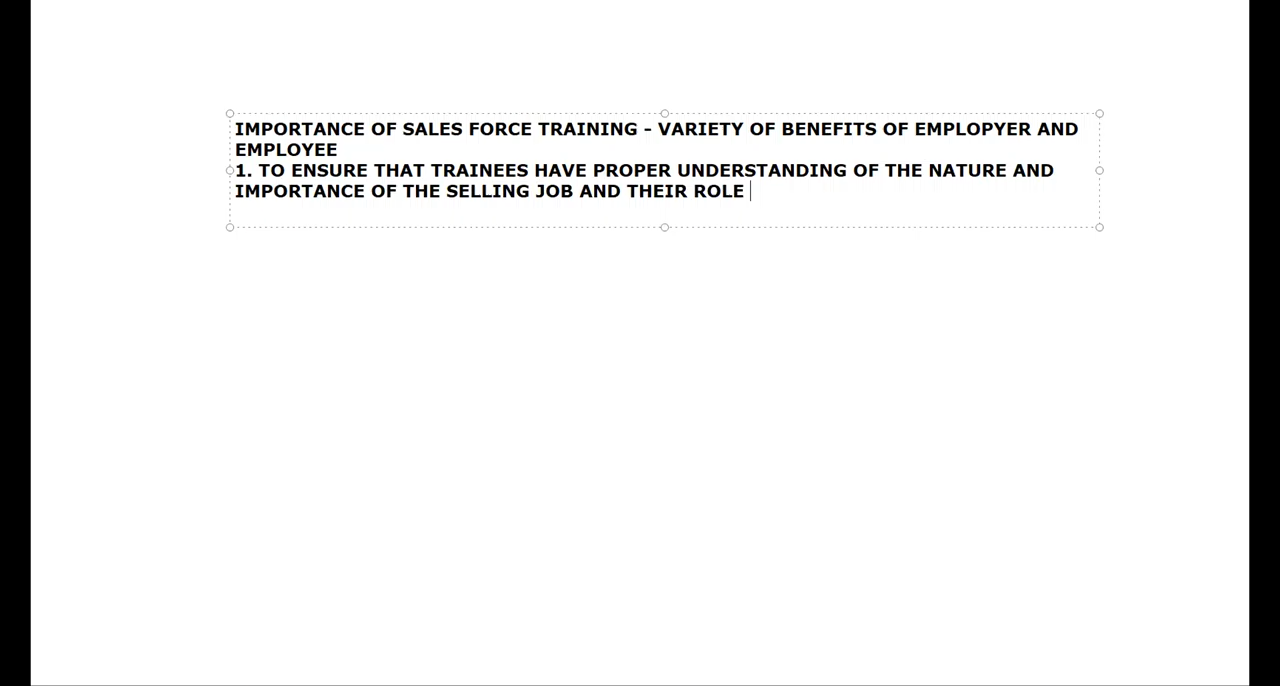 IMPORTANCE OF SALES FORCE TRAINING - VARIETY OF BENEFITS OF EMPLOPYER AND
EMPLOYEE
1. TO ENSURE THAT TRAINEES HAVE PROPER UNDERSTANDING OF THE NATURE AND
IMPORTANCE OF THE SELLING JOB AND THEIR ROLE